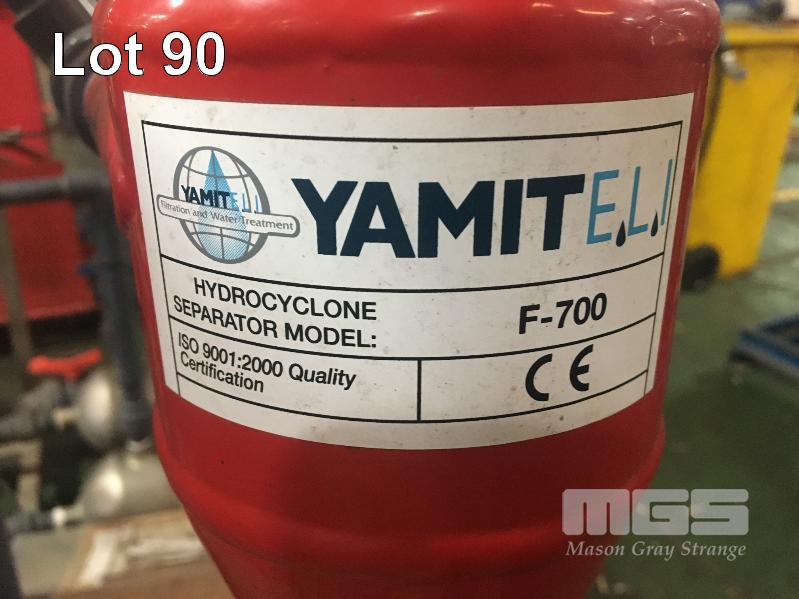 Lot 90
YAMIT E.L.I
Filtration and Water Treatment
YAMIT E.L.I
HYDROCYCLONE
SEPARATOR MODEL:
F-700
ISO 9001:2000 Quality
Certification
CE
MGS
Mason Gray Strange